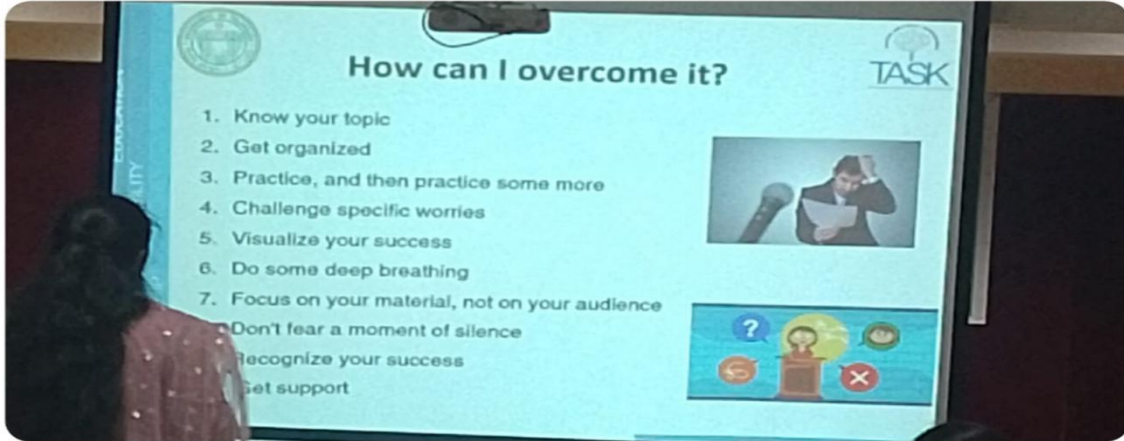 How can I overcome it?
TASK
1. Know your topic
2. Get organized
3. Practice, and then practice some more
4. Challenge specific worries
5. Visualize your success
6. Do some deep breathing
7. Focus on your material, not on your audience
Don't fear a moment of silence
Recognize your success
Get support
?